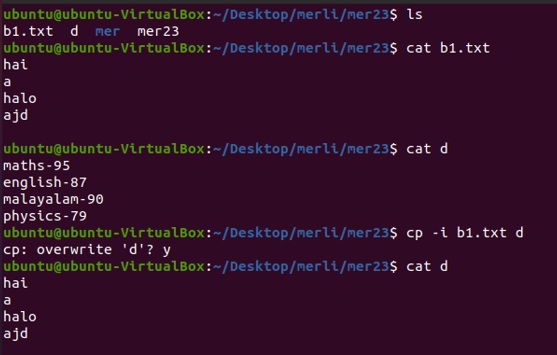 ubuntu@ubuntu-VirtualBox:~/Desktop/merli/mer23$ ls
b1.txt  d  mer  mer23
ubuntu@ubuntu-VirtualBox:~/Desktop/merli/mer23$ cat b1.txt
hai
a
halo
ajd
ubuntu@ubuntu-VirtualBox:~/Desktop/merli/mer23$ cat d
maths-95
english-87
malayalam-90
physics-79
ubuntu@ubuntu-VirtualBox:~/Desktop/merli/mer23$ cp -i b1.txt d
cp: overwrite 'd'? y
ubuntu@ubuntu-VirtualBox:~/Desktop/merli/mer23$ cat d
hai
a
halo
ajd